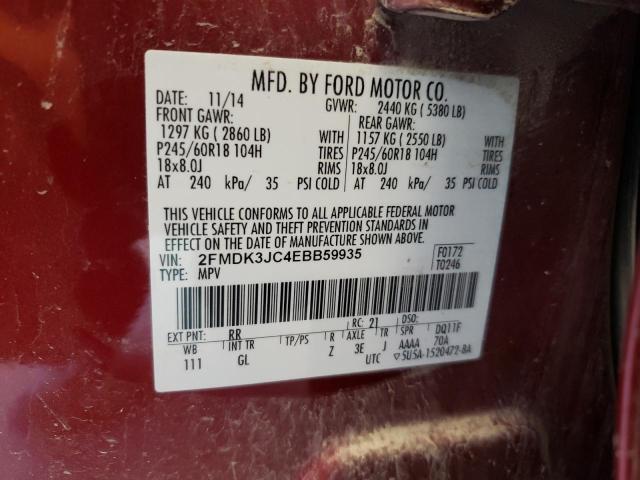 MFD. BY FORD MOTOR CO.
DATE: 11/14 GVWR: 2440 KG ( 5380 LB)
FRONT GAWR: REAR GAWR:
1297 KG ( 2860 LB) WITH 1157 KG ( 2550 LB) WITH
P245/60R18 104H TIRES P245/60R18 104H TIRES
18x8.0J RIMS 18x8.0J RIMS
AT 240 kPa/ 35 PSI COLD AT 240 kPa/ 35 PSI COLD
THIS VEHICLE CONFORMS TO ALL APPLICABLE FEDERAL MOTOR
VEHICLE SAFETY AND THEFT PREVENTION STANDARDS IN
EFFECT ON THE DATE OF MANUFACTURE SHOWN ABOVE.
VIN: 2FMDK3JC4EBB59935 F0172
TYPE: MPV T0246
EXT PNT: RR RC: 21 DSO: DQ11F
WB INT TR TP/PS R AXLE TR SPR 70A
111 GL Z 3E J AAAA
UTC ▽5U5A-1520472-BA